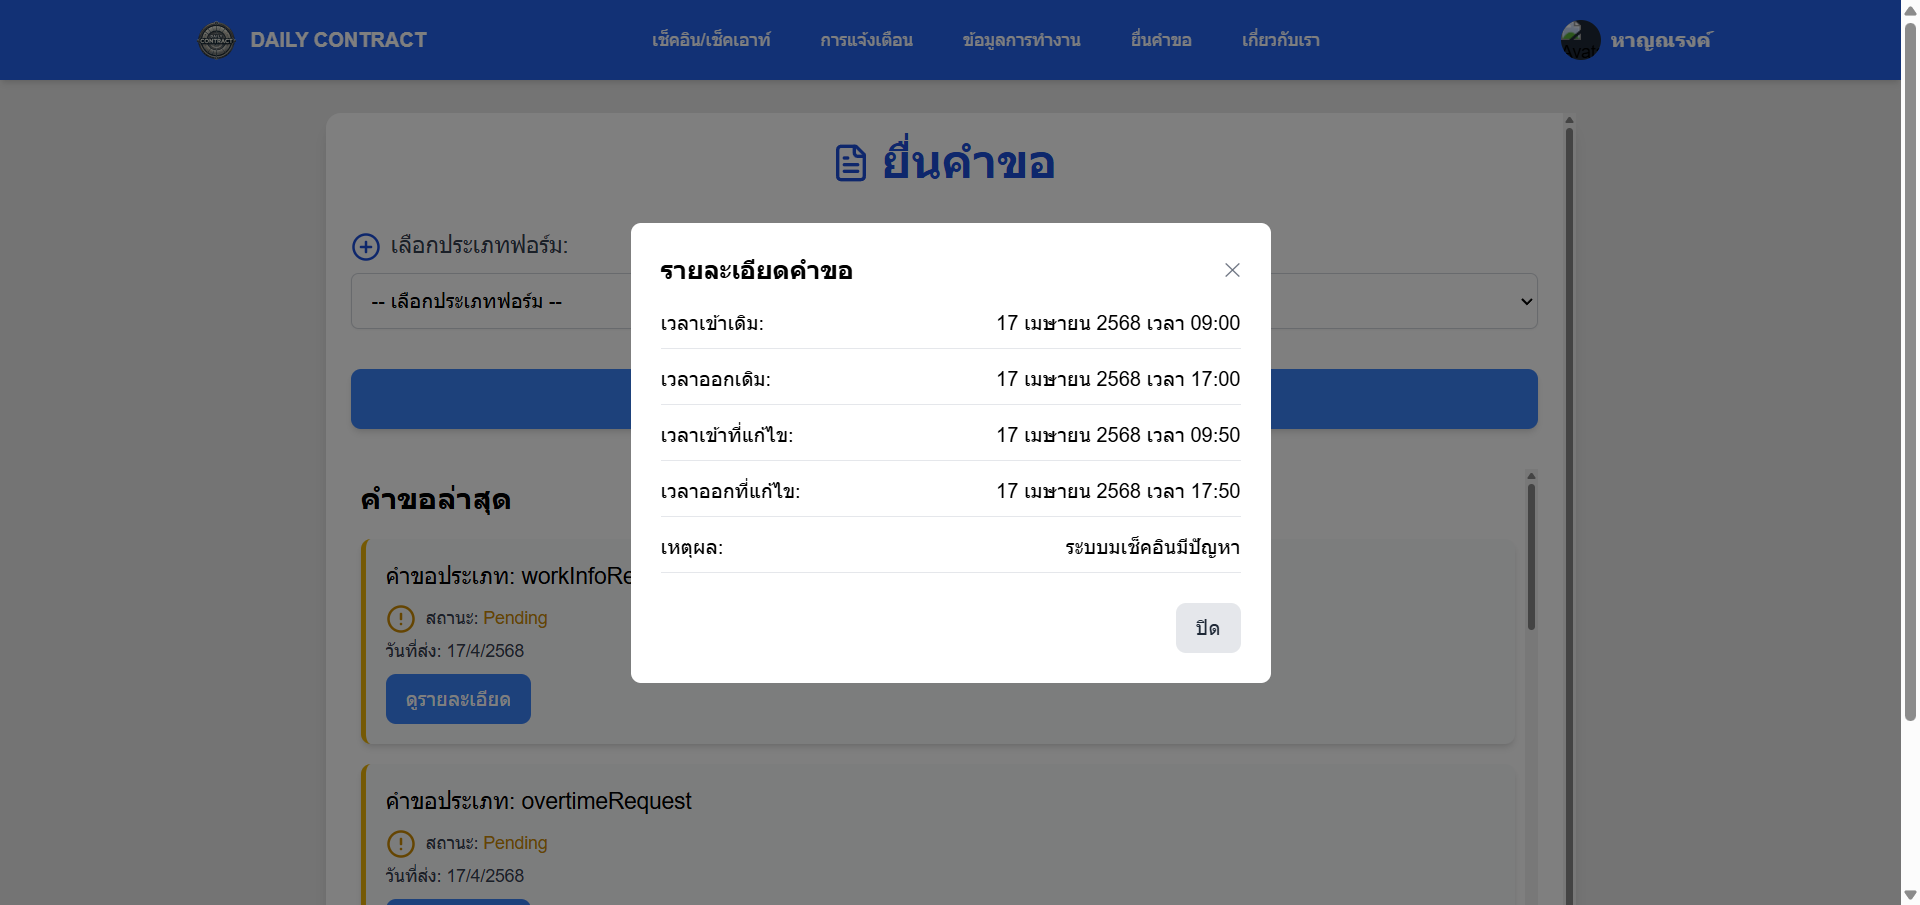 DAILY CONTRACT
เช็คอิน/เช็คเอาท์
การแจ้งเตือน
ข้อมูลการทำงาน
ยื่นคำขอ
เกี่ยวกับเรา
หาญณรงค์
ยื่นคำขอ
เลือกประเภทฟอร์ม:
-- เลือกประเภทฟอร์ม --
รายละเอียดคำขอ
เวลาเข้าเดิม: 17 เมษายน 2568 เวลา 09:00
เวลาออกเดิม: 17 เมษายน 2568 เวลา 17:00
เวลาเข้าที่แก้ไข: 17 เมษายน 2568 เวลา 09:50
เวลาออกที่แก้ไข: 17 เมษายน 2568 เวลา 17:50
เหตุผล: ระบบมเช็คอินมีปัญหา
ปิด
คำขอล่าสุด
คำขอประเภท: workInfoRe
สถานะ: Pending
วันที่ส่ง: 17/4/2568
ดูรายละเอียด
คำขอประเภท: overtimeRequest
สถานะ: Pending
วันที่ส่ง: 17/4/2568